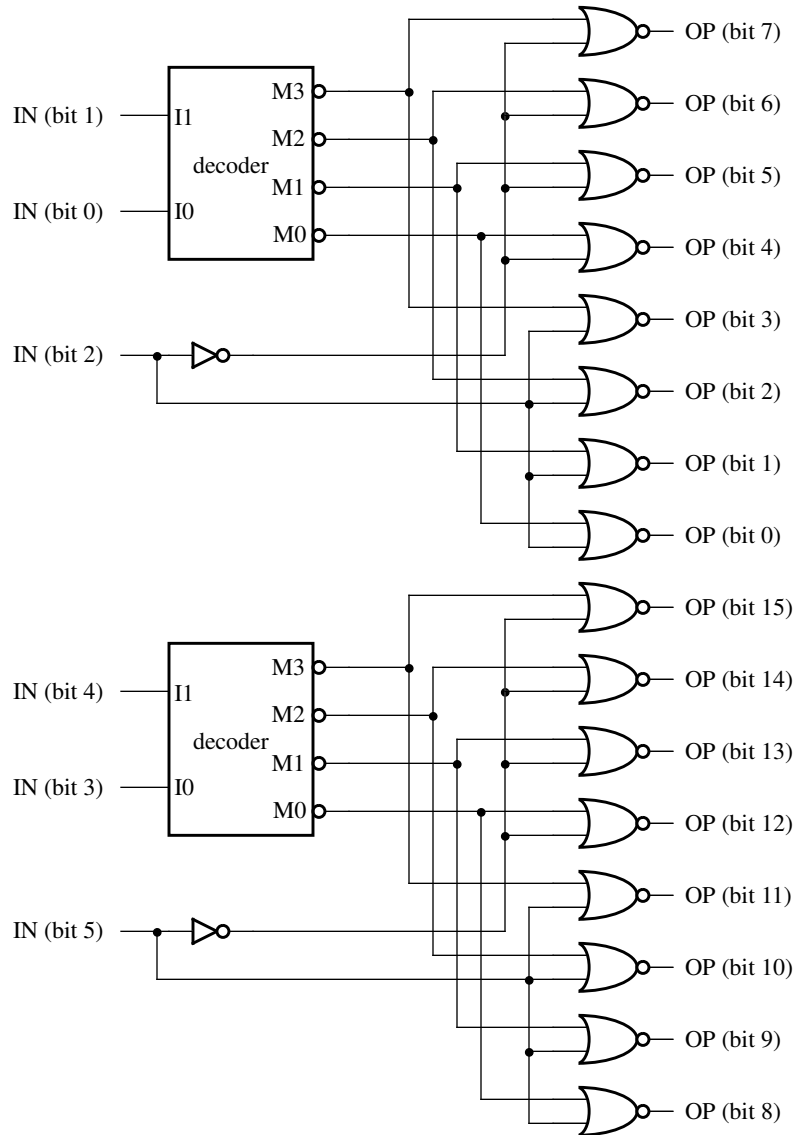 OP (bit 7)
M3
OP (bit 6)
IN (bit 1)
I1
M2
decoder
OP (bit 5)
M1
IN (bit 0)
I0
M0
OP (bit 4)
OP (bit 3)
IN (bit 2)
OP (bit 2)
OP (bit 1)
OP (bit 0)
OP (bit 15)
M3
OP (bit 14)
IN (bit 4)
I1
M2
decoder
OP (bit 13)
M1
IN (bit 3)
I0
M0
OP (bit 12)
OP (bit 11)
IN (bit 5)
OP (bit 10)
OP (bit 9)
OP (bit 8)